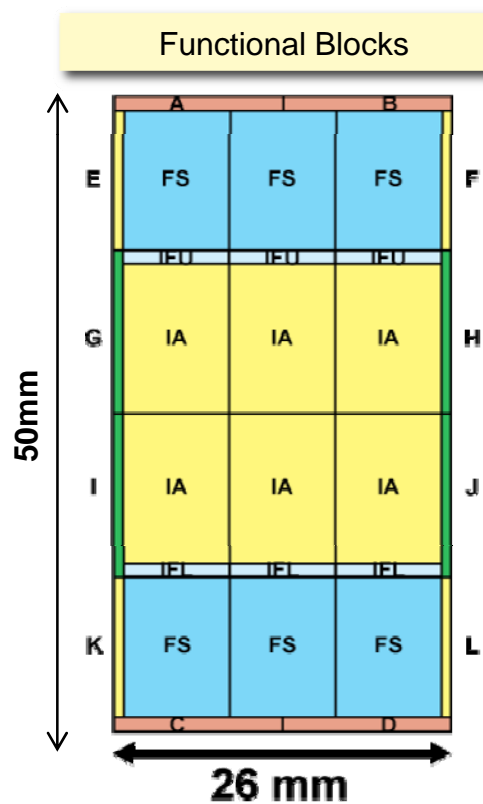 Functional Blocks
A B
E FS FS FS F
IFU IFU IFU
G IA IA IA H
50mm
I IA IA IA J
IFL IFL IFL
K FS FS FS L
C D
26 mm